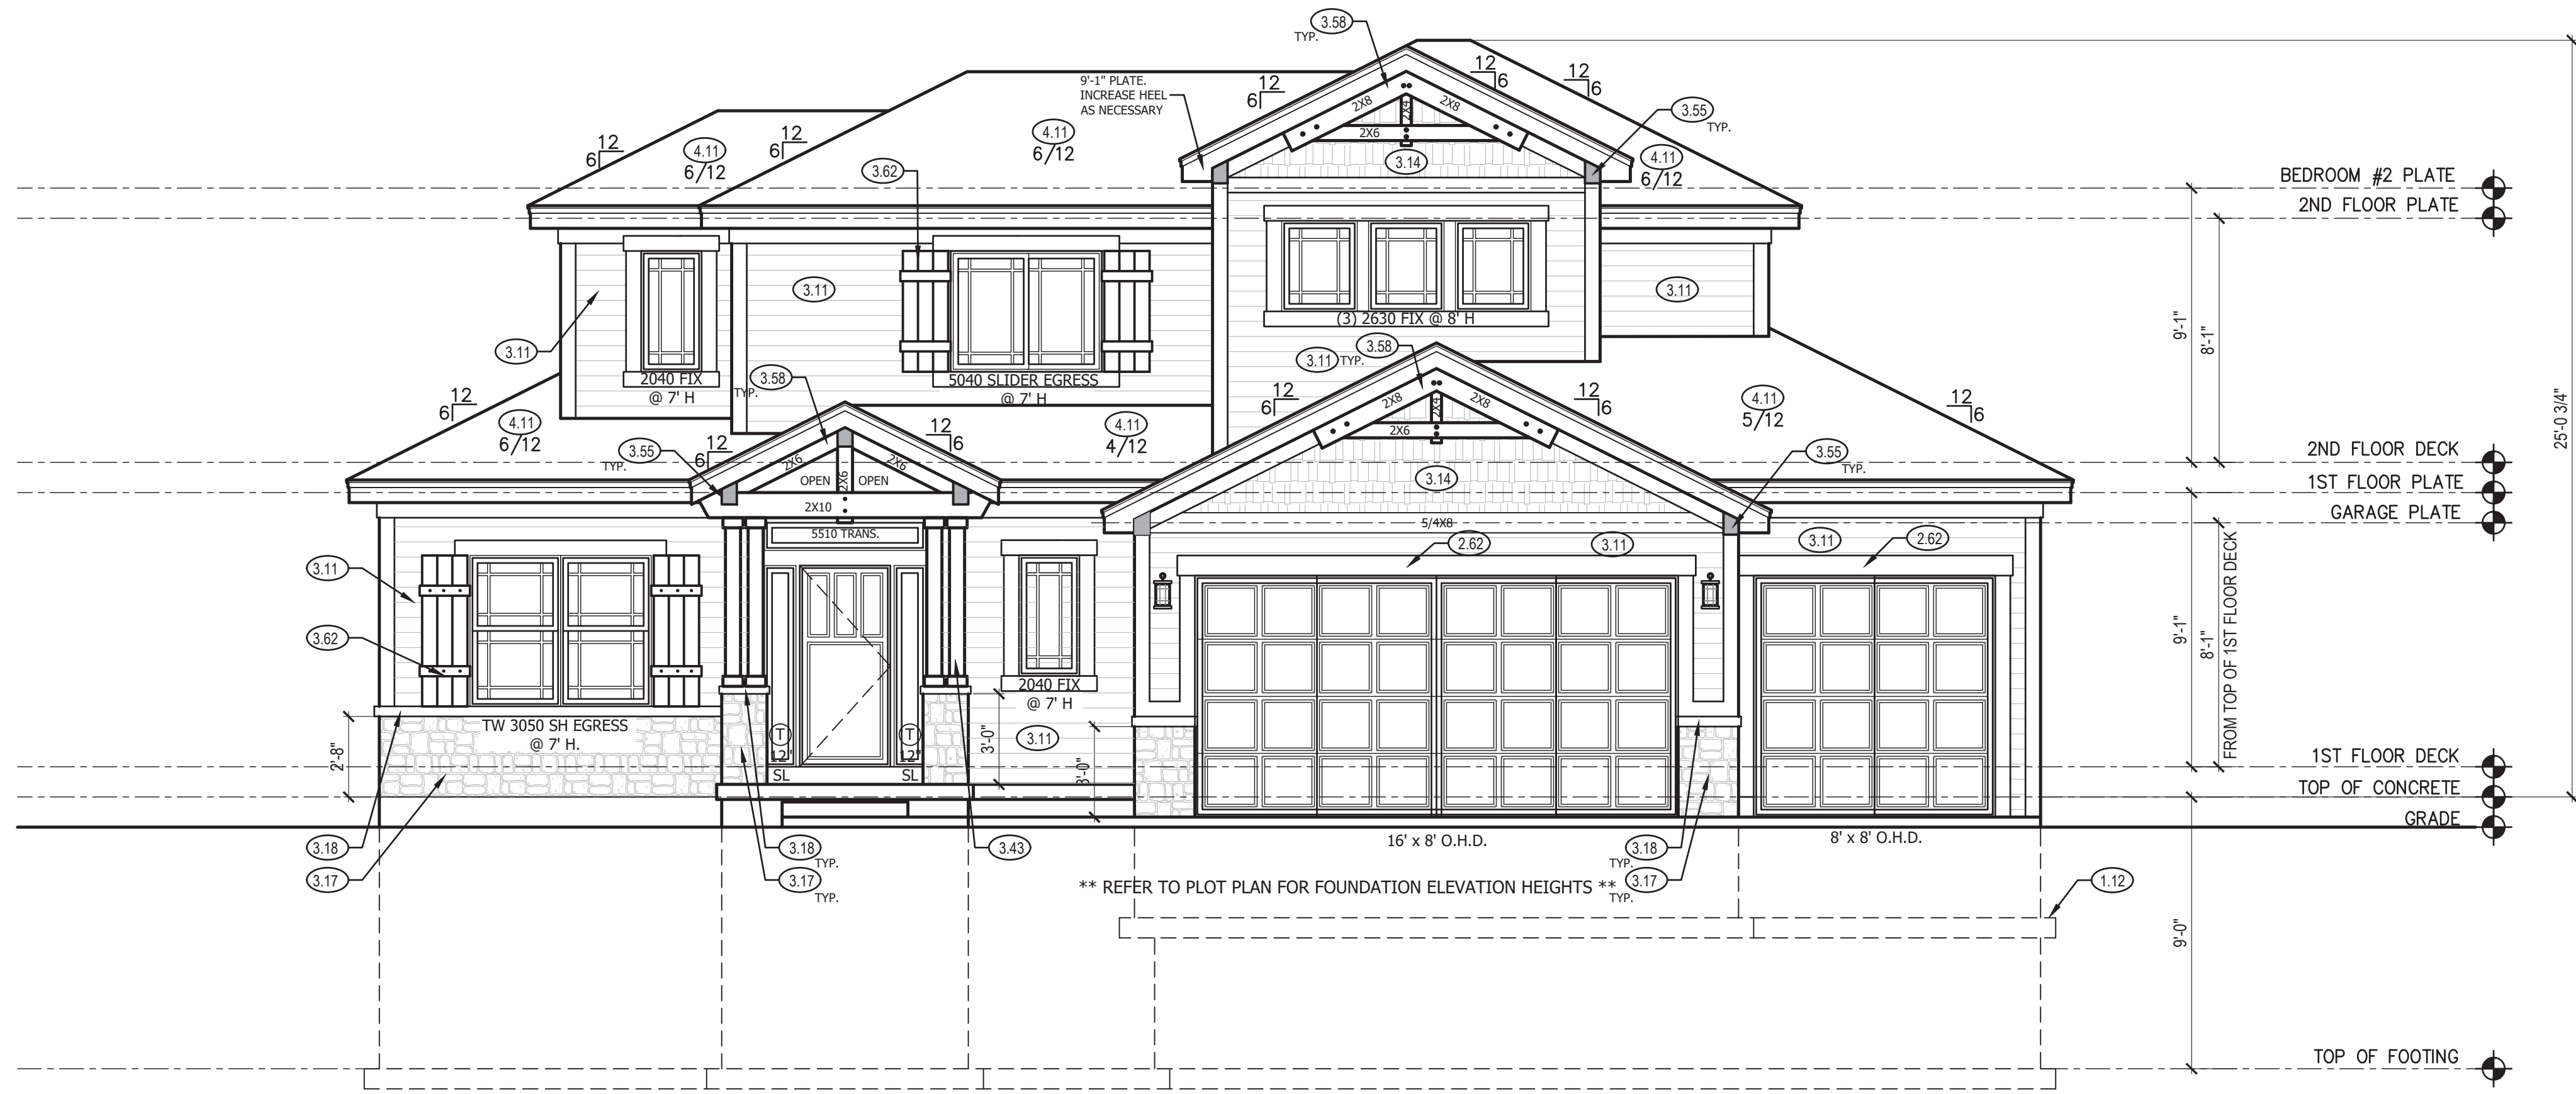 3.58
TYP.
12
6
12
6
12
6
9'-1" PLATE.
INCREASE HEEL
AS NECESSARY
2X8
2X4
2X8
2X6
3.55
TYP.
12
6
4.11
6/12
12
6
4.11
6/12
3.62
3.14
4.11
6/12
BEDROOM #2 PLATE
2ND FLOOR PLATE
3.11
3.11
3.11
(3) 2630 FIX @ 8' H
3.11
TYP.
9'-1"
8'-1"
25'-0 3/4"
2040 FIX
@ 7' H
5040 SLIDER EGRESS
@ 7' H
3.58
TYP.
3.58
12
6
12
6
12
6
12
6
4.11
6/12
12
6
12
6
4.11
4/12
2X8
2X4
2X8
2X6
4.11
5/12
3.55
TYP.
2X6
2X6
2X6
OPEN
OPEN
2X10
3.14
3.55
TYP.
2ND FLOOR DECK
1ST FLOOR PLATE
GARAGE PLATE
5510 TRANS.
5/4X8
2.62
3.11
3.11
2.62
3.11
3.62
9'-1"
8'-1"
FROM TOP OF 1ST FLOOR DECK
2040 FIX
@ 7' H
TW 3050 SH EGRESS
@ 7' H.
2'-8"
T
12"
SL
T
12"
SL
3'-0"
3.11
3'-0"
1ST FLOOR DECK
TOP OF CONCRETE
GRADE
3.18
3.17
3.18
TYP.
3.17
TYP.
3.43
16' x 8' O.H.D.
3.18
TYP.
3.17
TYP.
8' x 8' O.H.D.
** REFER TO PLOT PLAN FOR FOUNDATION ELEVATION HEIGHTS **
1.12
9'-0"
TOP OF FOOTING